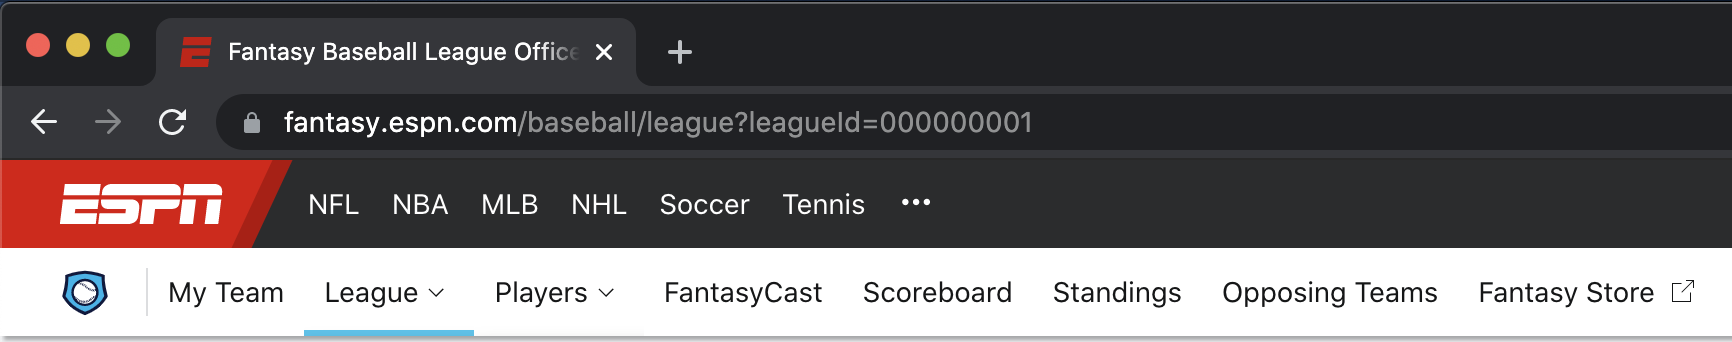 Fantasy Baseball League Office
fantasy.espn.com/baseball/league?leagueId=000000001
ESPN NFL NBA MLB NHL Soccer Tennis •••
My Team League Players FantasyCast Scoreboard Standings Opposing Teams Fantasy Store